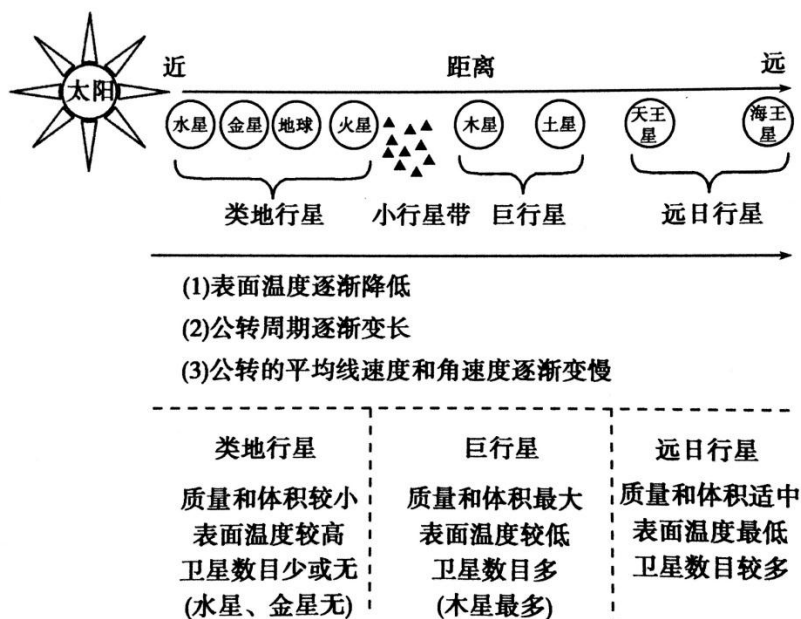 近 距离 远
太阳
水星 金星 地球 火星 木星 土星 天王星 海王星
类地行星 小行星带 巨行星 远日行星
(1)表面温度逐渐降低
(2)公转周期逐渐变长
(3)公转的平均线速度和角速度逐渐变慢
类地行星
质量和体积较小
表面温度较高
卫星数目少或无
(水星、金星无)
巨行星
质量和体积最大
表面温度较低
卫星数目多
(木星最多)
远日行星
质量和体积适中
表面温度最低
卫星数目较多